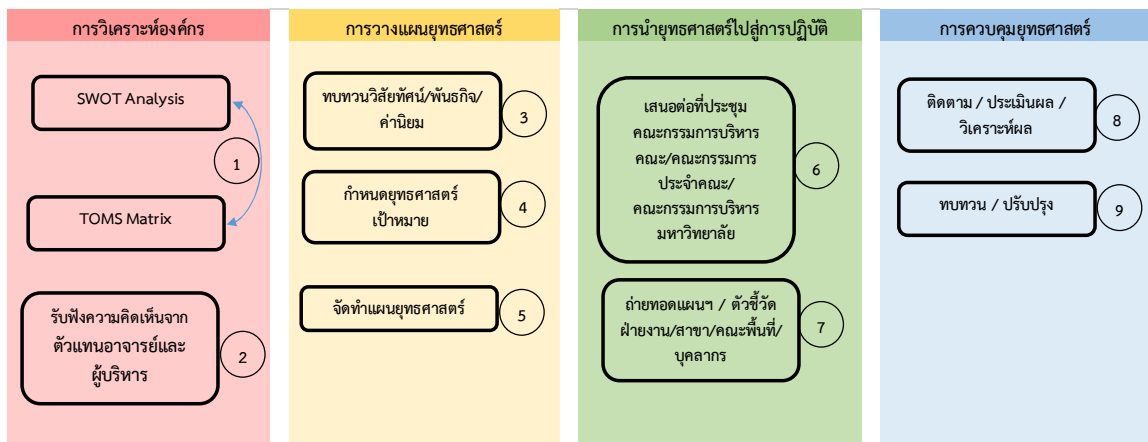 การวิเคราะห์องค์กร
SWOT Analysis
1
TOMS Matrix
รับฟังความคิดเห็นจาก
ตัวแทนอาจารย์และ
ผู้บริหาร
2
การวางแผนยุทธศาสตร์
ทบทวนวิสัยทัศน์/พันธกิจ/
ค่านิยม
3
กำหนดยุทธศาสตร์
เป้าหมาย
4
จัดทำแผนยุทธศาสตร์
5
การนำยุทธศาสตร์ไปสู่การปฏิบัติ
เสนอต่อที่ประชุม
คณะกรรมการบริหาร
คณะ/คณะกรรมการ
ประจำคณะ/
คณะกรรมการบริหาร
มหาวิทยาลัย
6
ถ่ายทอดแผนฯ / ตัวชี้วัด
ฝ่ายงาน/สาขา/คณะพื้นที่/
บุคลากร
7
การควบคุมยุทธศาสตร์
ติดตาม / ประเมินผล /
วิเคราะห์ผล
8
ทบทวน / ปรับปรุง
9